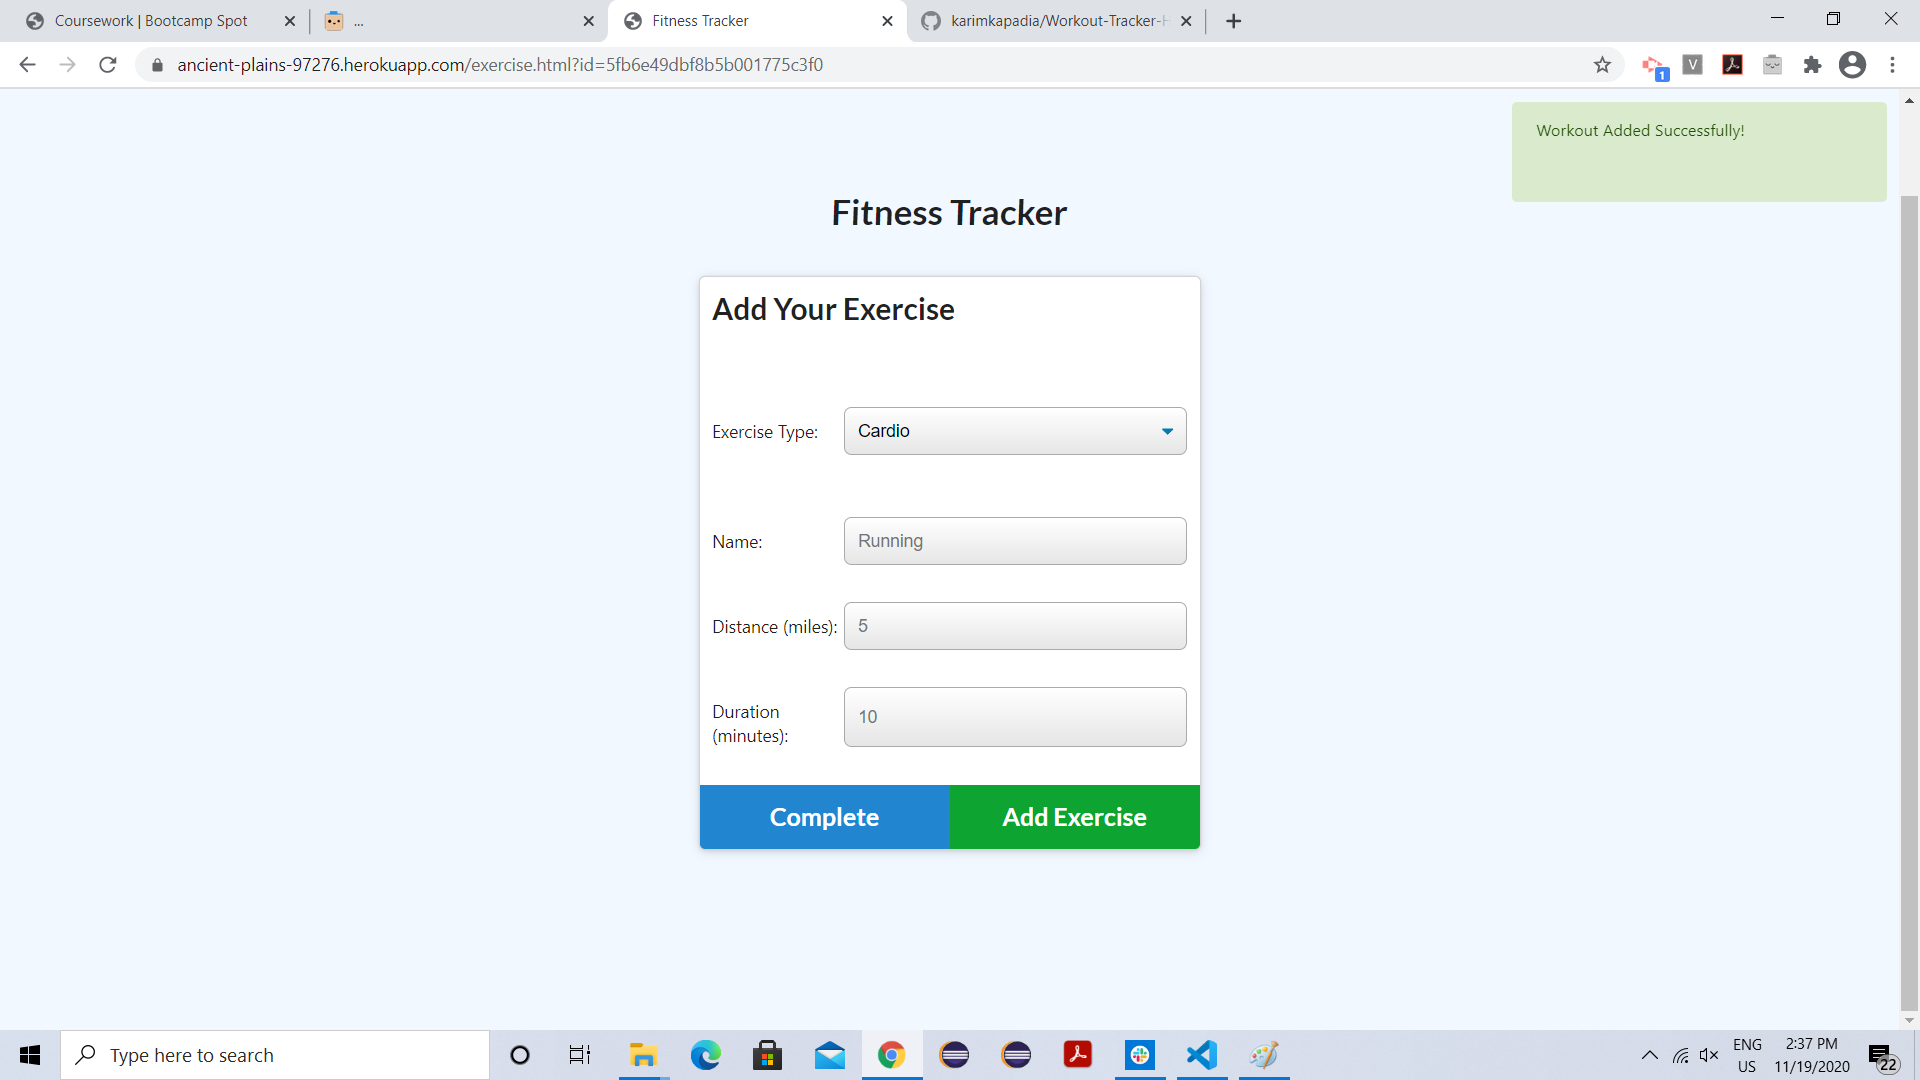 Coursework | Bootcamp Spot
...
Fitness Tracker
karimkapadia/Workout-Tracker-H
ancient-plains-97276.herokuapp.com/exercise.html?id=5fb6e49dbf8b5b001775c3f0
1
V
Workout Added Successfully!
Fitness Tracker
Add Your Exercise
Exercise Type:
Cardio
Name:
Running
Distance (miles):
5
Duration
(minutes):
10
Complete
Add Exercise
Type here to search
ENG
US
2:37 PM
11/19/2020
22